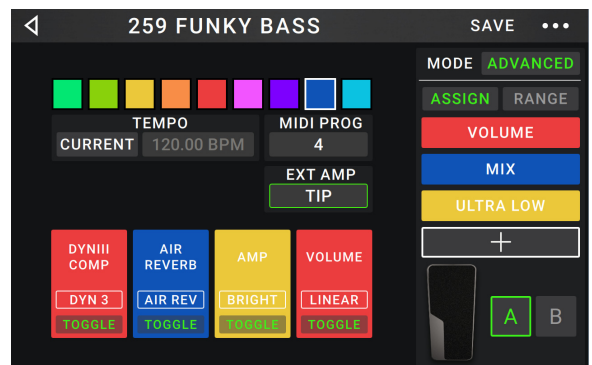 259 FUNKY BASS
SAVE
MODE ADVANCED
ASSIGN RANGE
TEMPO
CURRENT 120.00 BPM
MIDI PROG
4
EXT AMP
TIP
VOLUME
MIX
ULTRA LOW
+
DYNIII
COMP
DYN 3
TOGGLE
AIR
REVERB
AIR REV
TOGGLE
AMP
BRIGHT
TOGGLE
VOLUME
LINEAR
TOGGLE
A B